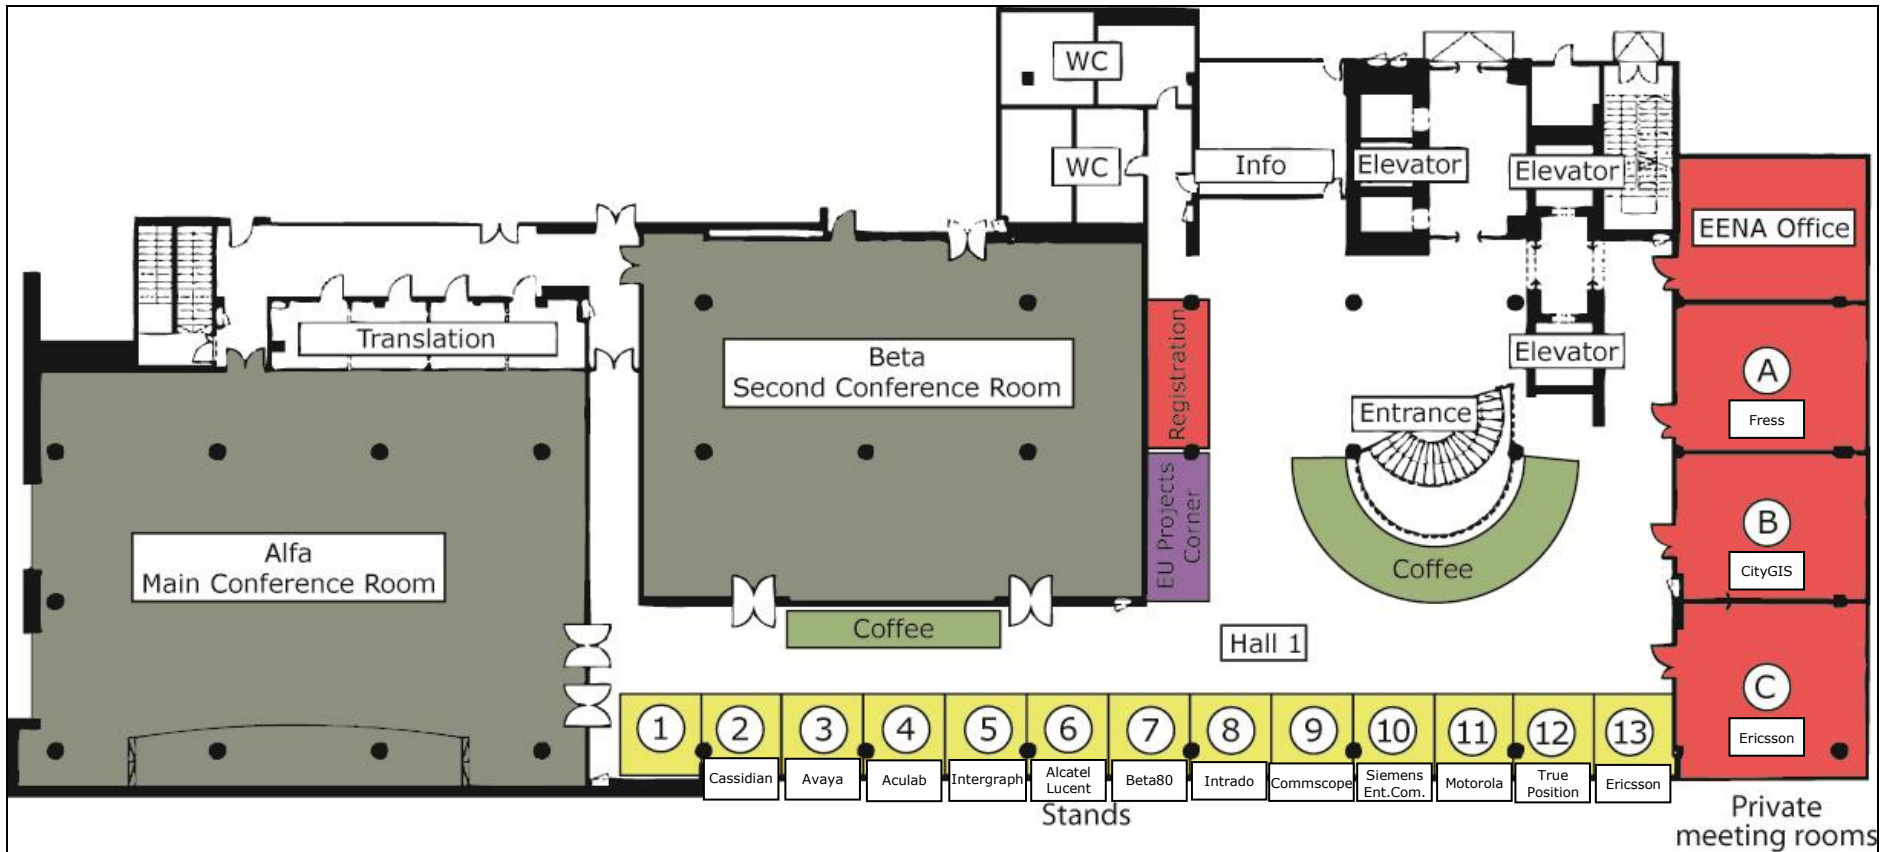 WC
WC
Info
Elevator
Elevator
EENA Office
Translation
Beta
Second Conference Room
Registration
Elevator
A
Fress
Entrance
EU Projects
Corner
B
CityGIS
Alfa
Main Conference Room
Coffee
Coffee
Hall 1
C
Ericsson
1
2
3
4
5
6
7
8
9
10
11
12
13
Cassidian
Avaya
Aculab
Intergraph
Alcatel
Lucent
Beta80
Intrado
Commscope
Siemens
Ent.Com.
Motorola
True
Position
Ericsson
Stands
Private
meeting rooms